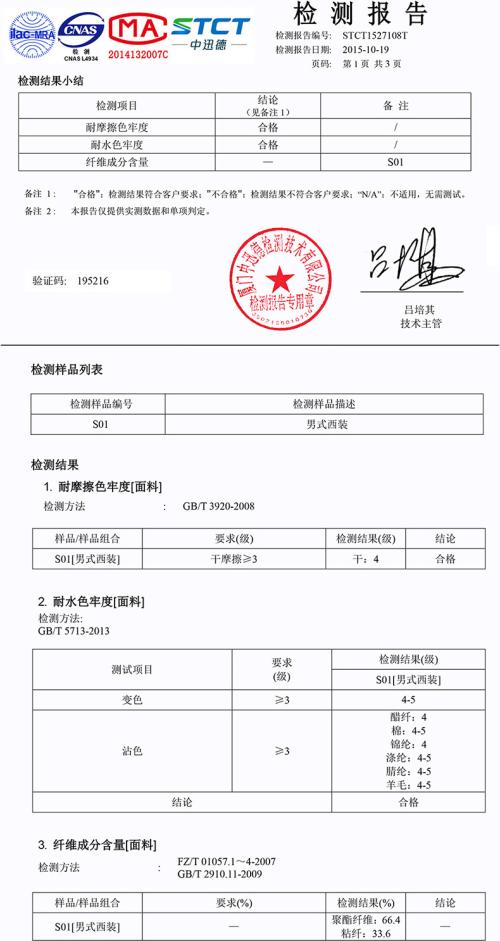 ilac-MRA
CNAS
检 测
CNAS L4934
MA
2014132007C
STCT
中迅德
检 测 报 告
检测报告编号: STCT1527108T
检测报告日期: 2015-10-19
页码: 第 1 页 共 3 页
检测结果小结
检测项目 结论 备 注
（见备注 1）
耐摩擦色牢度 合格 /
耐水色牢度 合格 /
纤维成分含量 — S01
备注 1： "合格"：检测结果符合客户要求；"不合格"：检测结果不符合客户要求；“N/A”：不适用，无需测试。
备注 2： 本报告仅提供实测数据和单项判定。
厦门中迅德检测技术有限公司
检测报告专用章
验证码: 195216
吕培其
技术主管
检测样品列表
检测样品编号 检测样品描述
S01 男式西装
检测结果
1. 耐摩擦色牢度[面料]
检测方法 : GB/T 3920-2008
样品/样品组合 要求(级) 检测结果(级) 结论
S01[男式西装] 干摩擦≥3 干：4 合格
2. 耐水色牢度[面料]
检测方法:
GB/T 5713-2013
测试项目 要求 检测结果(级)
(级) S01[男式西装]
变色 ≥3 4-5
沾色 ≥3 醋纤：4
棉：4-5
锦纶：4
涤纶：4-5
腈纶：4-5
羊毛：4-5
结论 合格
3. 纤维成分含量[面料]
检测方法 : FZ/T 01057.1～4-2007
GB/T 2910.11-2009
样品/样品组合 要求(%) 检测结果(%) 结论
S01[男式西装] — 聚酯纤维：66.4 —
粘纤：33.6